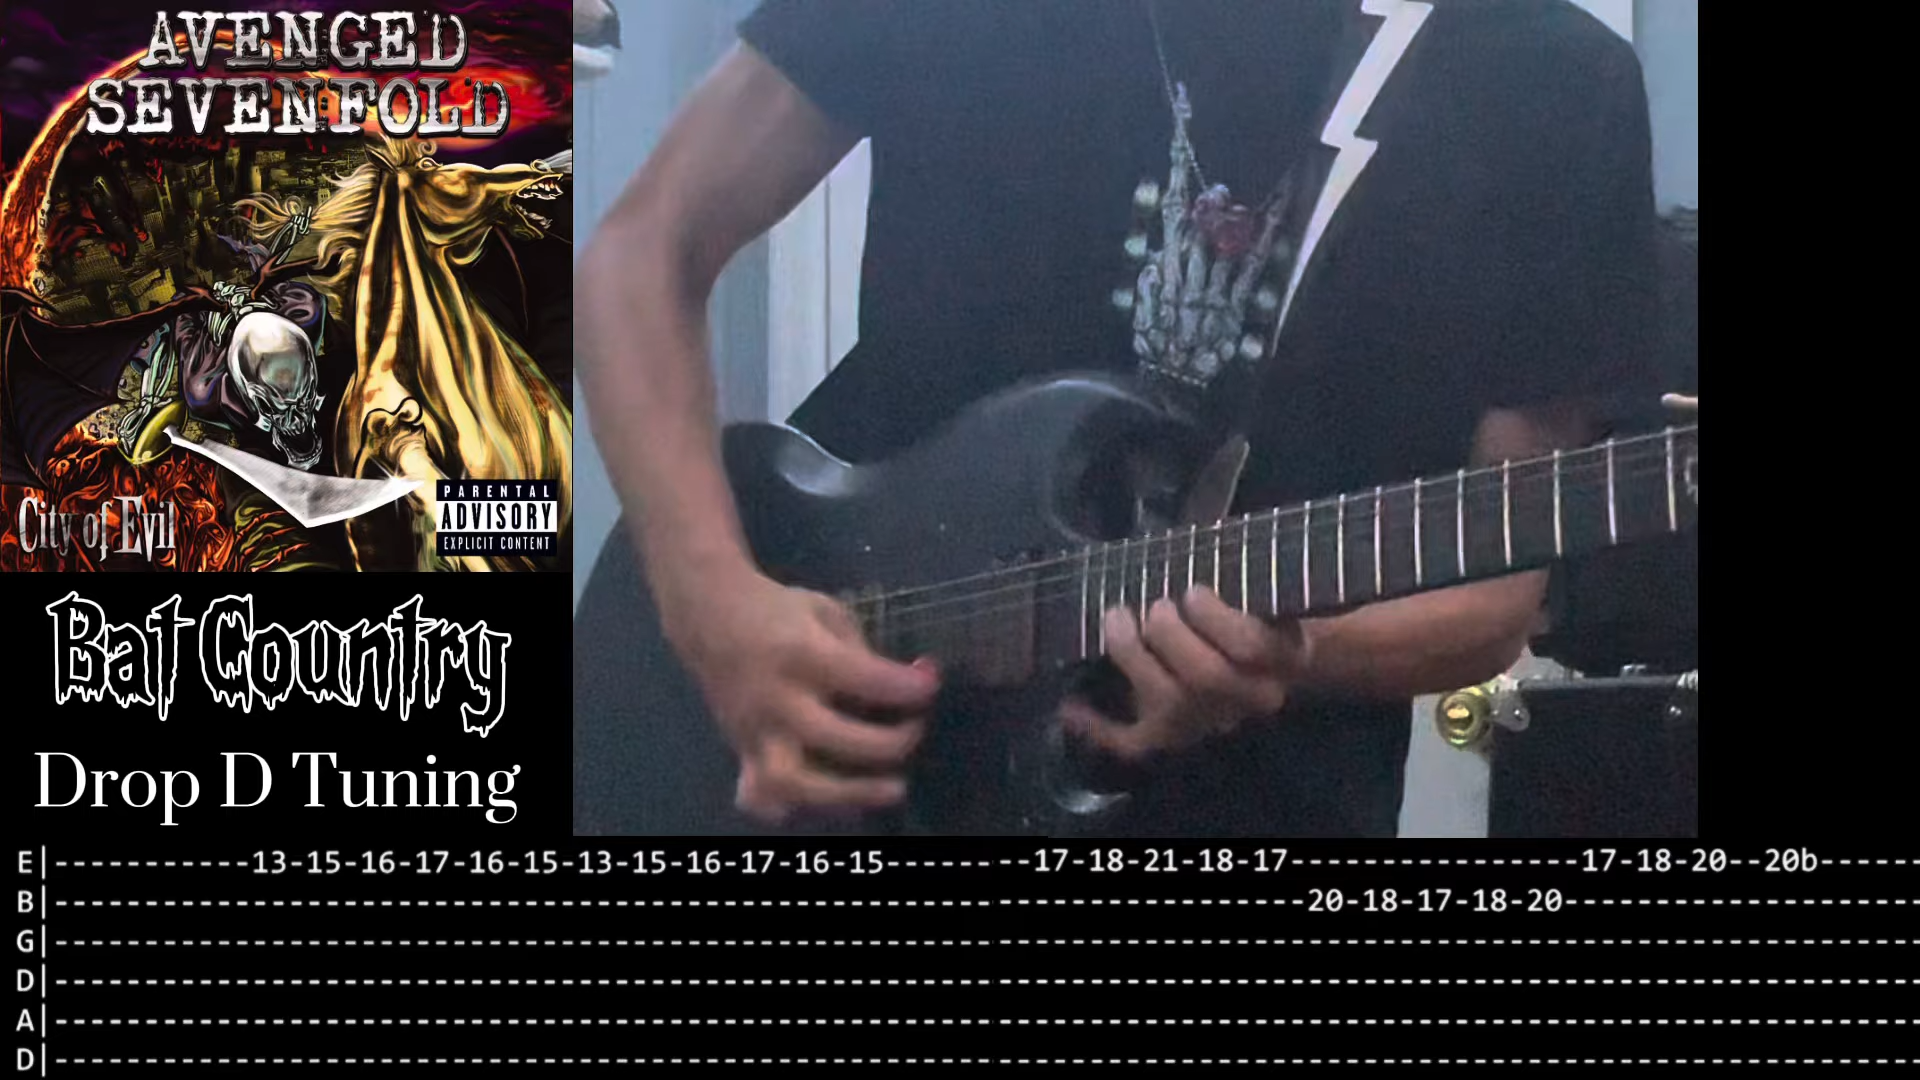 AVENGED
SEVENFOLD
City of Evil
PARENTAL
ADVISORY
EXPLICIT CONTENT
Bat Country
Drop D Tuning
E|-----------13-15-16-17-16-15-13-15-16-17-16-15--------17-18-21-18-17----------------17-18-20--20b------
B|----------------------------------------------------------------------20-18-17-18-20--------------------
G|--------------------------------------------------------------------------------------------------------
D|--------------------------------------------------------------------------------------------------------
A|--------------------------------------------------------------------------------------------------------
D|--------------------------------------------------------------------------------------------------------